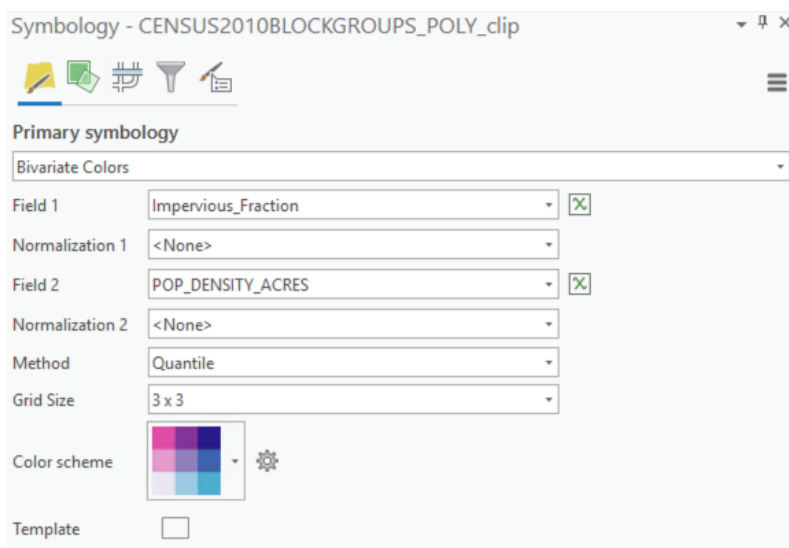 Symbology - CENSUS2010BLOCKGROUPS_POLY_clip
Primary symbology
Bivariate Colors
Field 1 Impervious_Fraction
Normalization 1 <None>
Field 2 POP_DENSITY_ACRES
Normalization 2 <None>
Method Quantile
Grid Size 3 x 3
Color scheme
Template